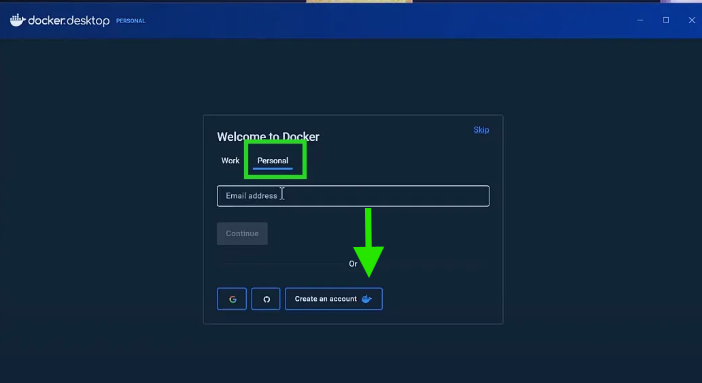 docker.desktop PERSONAL
Welcome to Docker
Skip
Work Personal
Email address
Continue
Or
G
Create an account